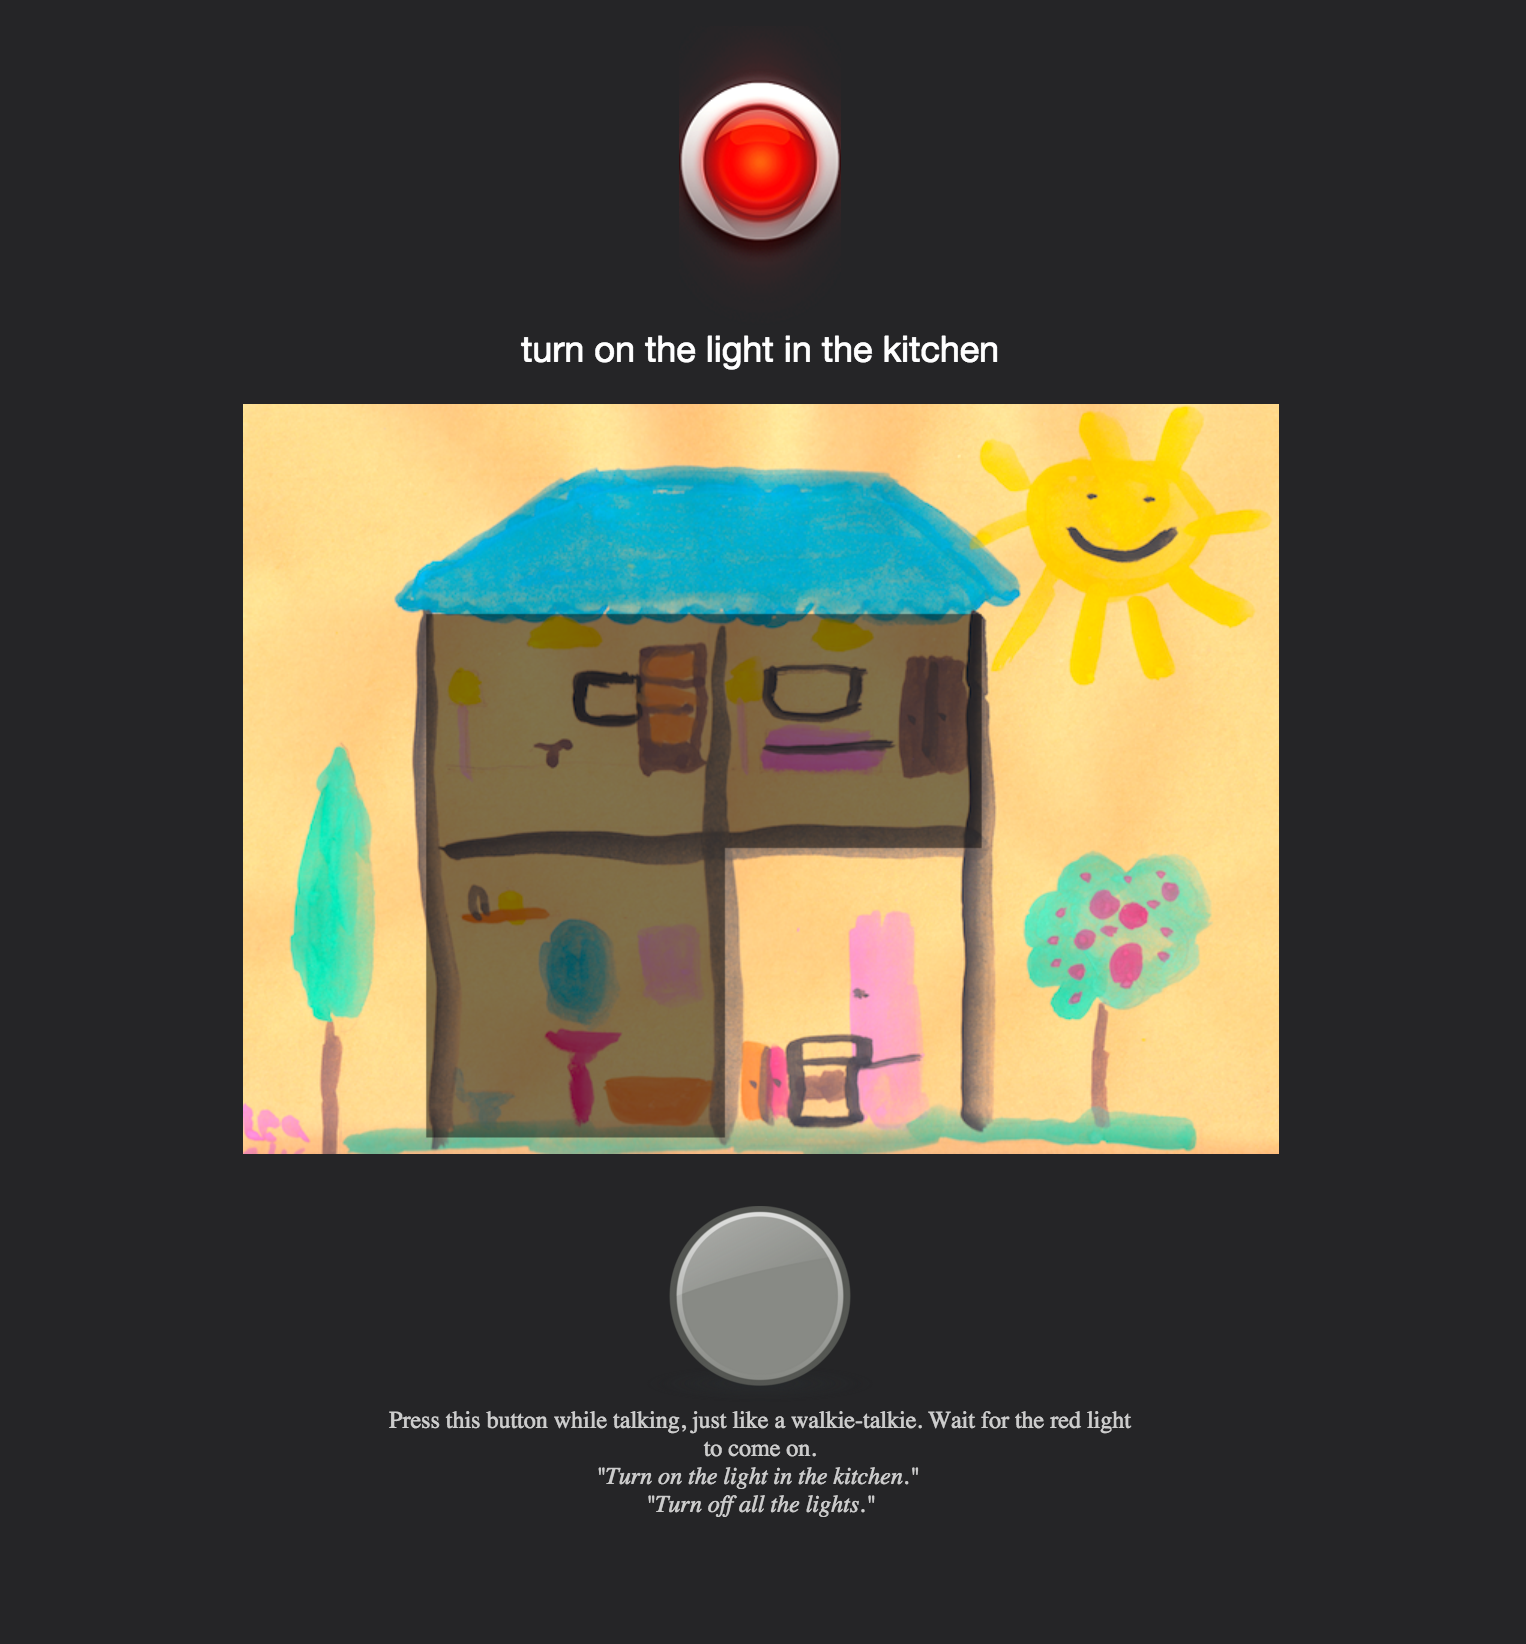 turn on the light in the kitchen
Press this button while talking, just like a walkie-talkie. Wait for the red light
to come on.
"Turn on the light in the kitchen."
"Turn off all the lights."